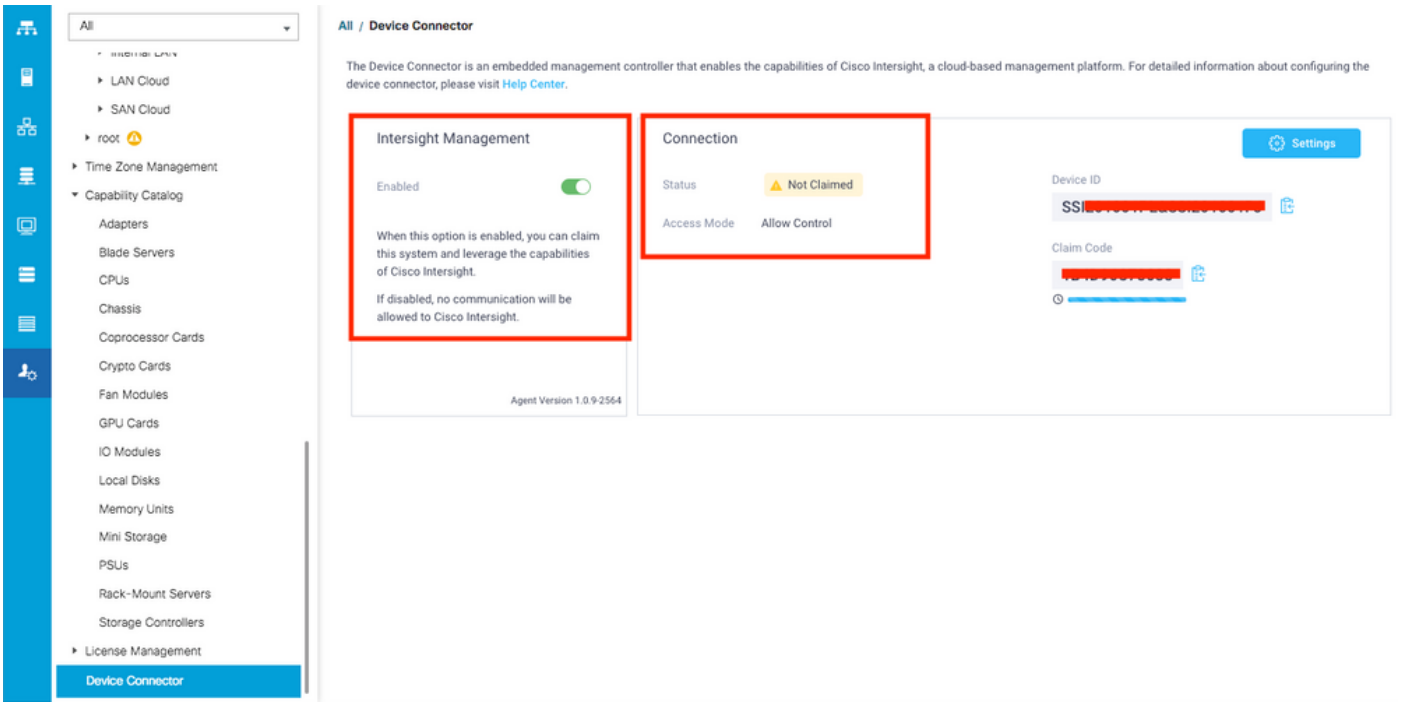 All
LAN Cloud
SAN Cloud
root
Time Zone Management
Capability Catalog
Adapters
Blade Servers
CPUs
Chassis
Coprocessor Cards
Crypto Cards
Fan Modules
GPU Cards
IO Modules
Local Disks
Memory Units
Mini Storage
PSUs
Rack-Mount Servers
Storage Controllers
License Management
Device Connector
All / Device Connector
The Device Connector is an embedded management controller that enables the capabilities of Cisco Intersight, a cloud-based management platform. For detailed information about configuring the
device connector, please visit Help Center.
Intersight Management
Enabled
When this option is enabled, you can claim
this system and leverage the capabilities
of Cisco Intersight.
If disabled, no communication will be
allowed to Cisco Intersight.
Agent Version 1.0.9-2564
Connection
Status Not Claimed
Access Mode Allow Control
Settings
Device ID
Claim Code